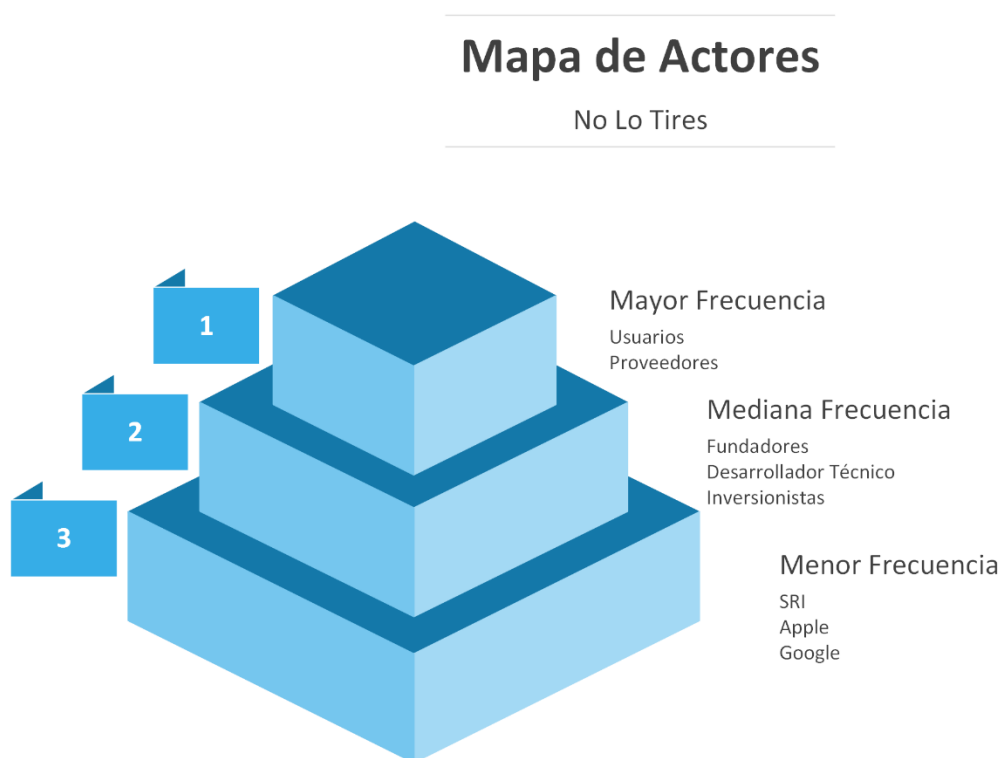 Mapa de Actores
No Lo Tires
1
Mayor Frecuencia
Usuarios
Proveedores
2
Mediana Frecuencia
Fundadores
Desarrollador Técnico
Inversionistas
3
Menor Frecuencia
SRI
Apple
Google